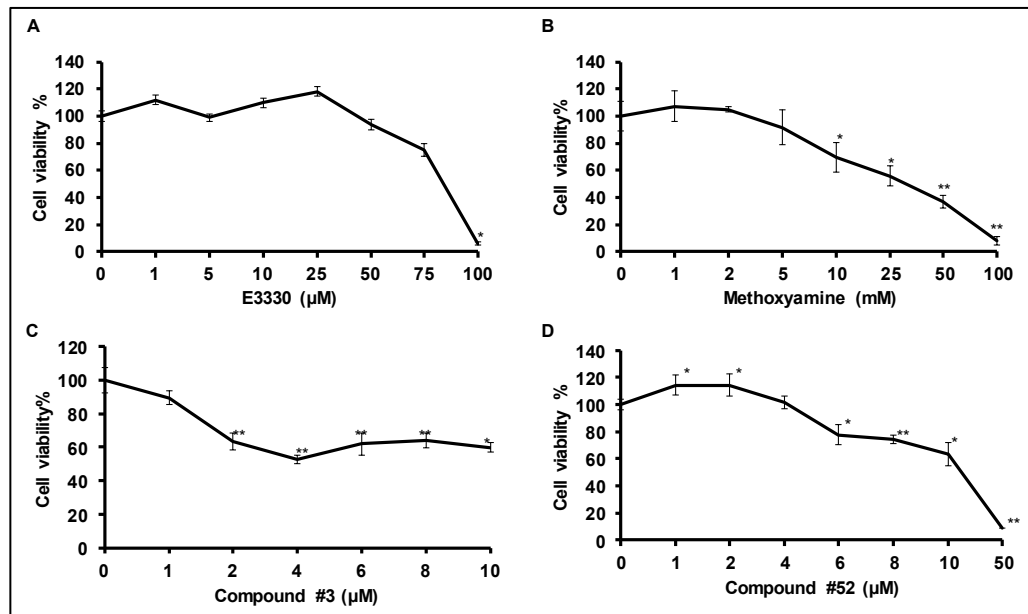 A
140
120
100
80
60
40
20
0
Cell viability %
0 1 5 10 25 50 75 100
E3330 (µM)
*
B
140
120
100
80
60
40
20
0
Cell viability%
0 1 2 5 10 25 50 100
Methoxyamine (mM)
*
*
**
**
C
120
100
80
60
40
20
0
Cell viability%
0 1 2 4 6 8 10
Compound #3 (µM)
**
**
**
**
*
D
140
120
100
80
60
40
20
0
Cell viability %
0 1 2 4 6 8 10 50
Compound #52 (µM)
*
*
*
**
*
**